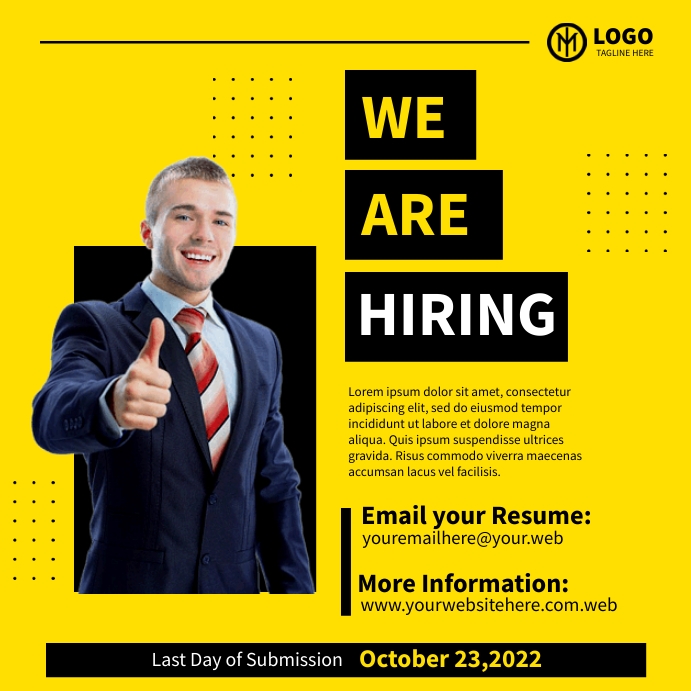 LOGO
TAGLINE HERE
WE
ARE
HIRING
Lorem ipsum dolor sit amet, consectetur
adipiscing elit, sed do eiusmod tempor
incididunt ut labore et dolore magna
aliqua. Quis ipsum suspendisse ultrices
gravida. Risus commodo viverra maecenas
accumsan lacus vel facilisis.
Email your Resume:
youremailhere@your.web
More Information:
www.yourwebsitehere.com.web
Last Day of Submission October 23,2022